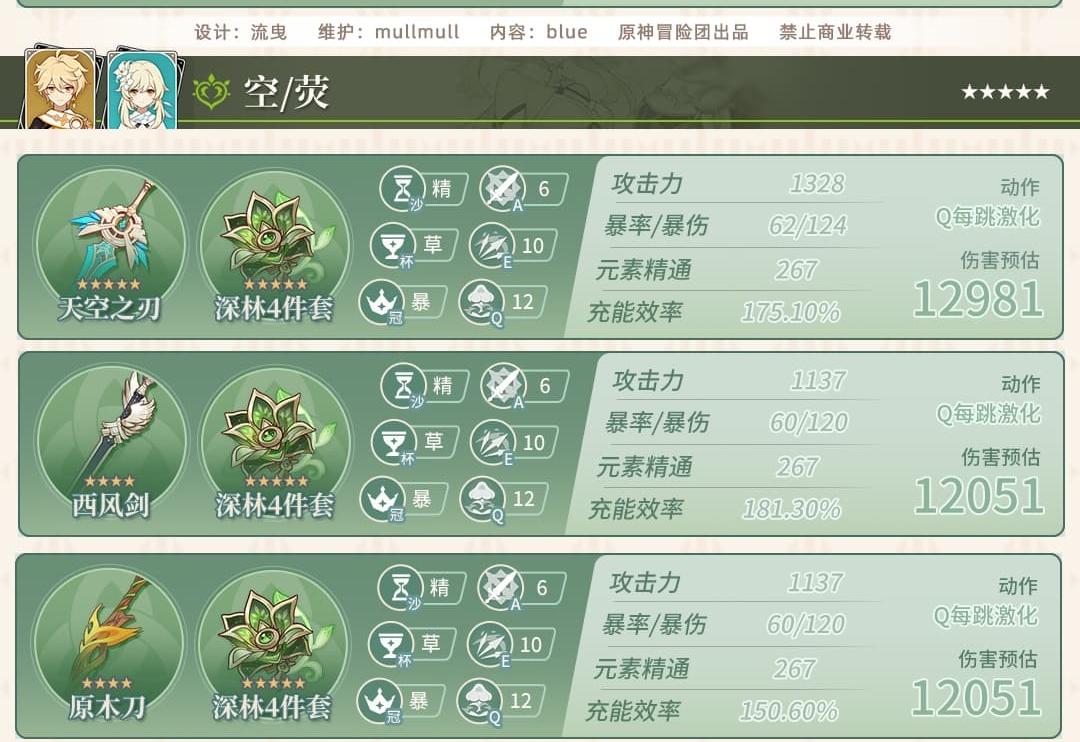 设计：流曳 维护：mullmull 内容：blue 原神冒险团出品 禁止商业转载
空/荧 ★★★★★
天空之刃
深林4件套
沙 精 A 6
杯 草 E 10
冠 暴 Q 12
攻击力 1328
暴率/暴伤 62/124
元素精通 267
充能效率 175.10%
动作
Q每跳激化
伤害预估
12981
西风剑
深林4件套
沙 精 A 6
杯 草 E 10
冠 暴 Q 12
攻击力 1137
暴率/暴伤 60/120
元素精通 267
充能效率 181.30%
动作
Q每跳激化
伤害预估
12051
原木刀
深林4件套
沙 精 A 6
杯 草 E 10
冠 暴 Q 12
攻击力 1137
暴率/暴伤 60/120
元素精通 267
充能效率 150.60%
动作
Q每跳激化
伤害预估
12051